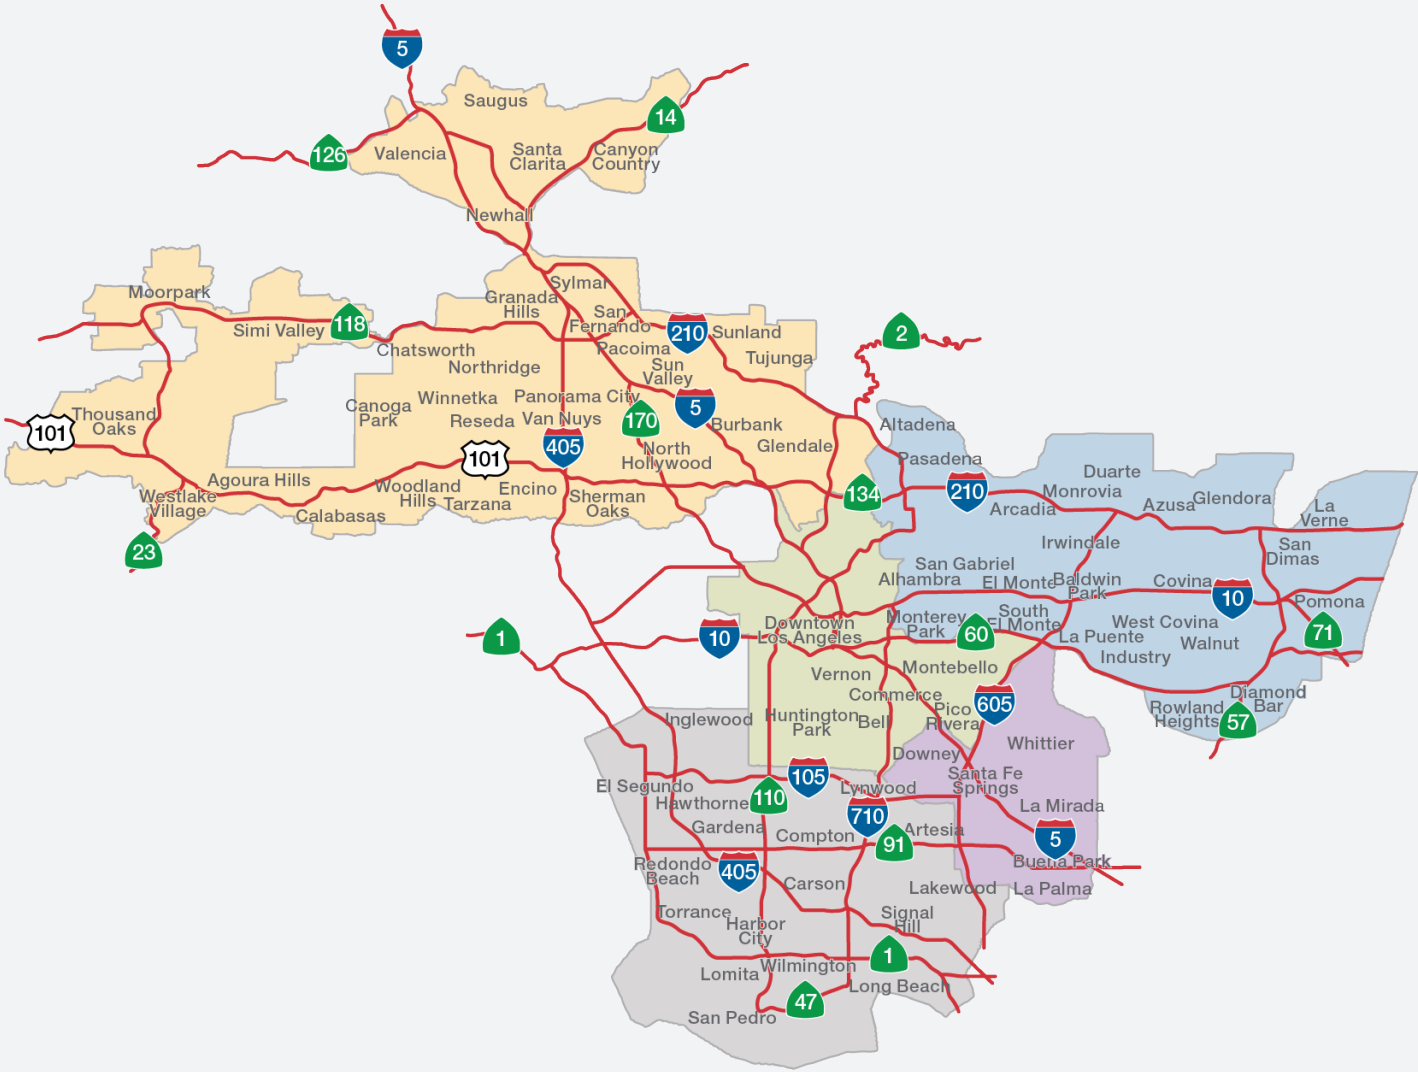 5
Saugus
14
126
Valencia
Santa
Clarita
Canyon
Country
Newhall
Moorpark
Sylmar
Granada
Hills
San
Fernando
118
Simi Valley
210
Sunland
2
Chatsworth
Pacoima
Tujunga
Northridge
Sun
Valley
Winnetka
Panorama City
5
Canoga
Park
Thousand
Oaks
101
Reseda
Van Nuys
170
Burbank
Altadena
405
Glendale
101
North
Hollywood
Pasadena
Agoura Hills
Woodland
Hills
Tarzana
Encino
Sherman
Oaks
134
210
Duarte
Monrovia
Arcadia
Azusa
Glendora
La
Verne
Westlake
Village
Calabasas
23
Irwindale
San
Dimas
San Gabriel
Alhambra
El Monte
Baldwin
Park
Covina
10
Pomona
1
10
Downtown
Los Angeles
Monterey
Park
60
South
El Monte
West Covina
La Puente
Walnut
71
Industry
Vernon
Montebello
Commerce
605
Diamond
Bar
Rowland
Heights
57
Inglewood
Huntington
Park
Bell
Pico
Rivera
Whittier
Downey
Santa Fe
Springs
El Segundo
105
Lynwood
Hawthorne
110
710
La Mirada
Gardena
Compton
91
Artesia
5
Redondo
Beach
405
Buena Park
Carson
Lakewood
La Palma
Torrance
Harbor
City
Signal
Hill
Lomita
Wilmington
1
Long Beach
47
San Pedro